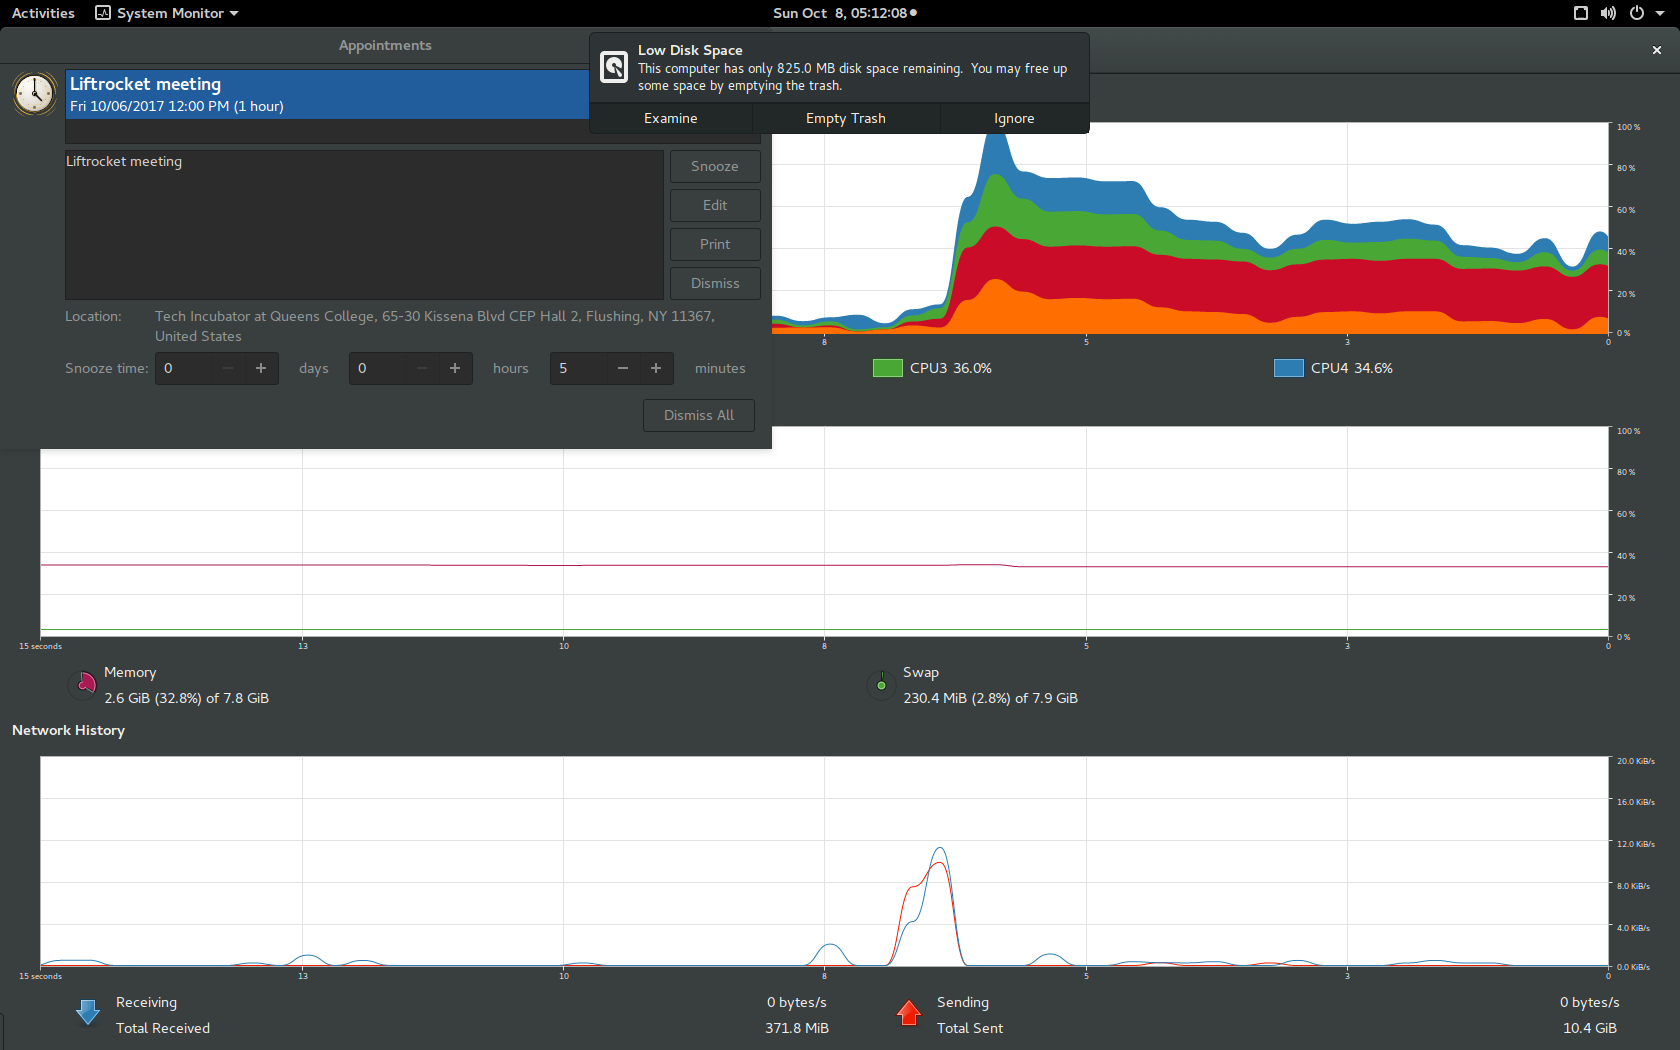 Activities System Monitor Sun Oct 8, 05:12:08
Appointments
Low Disk Space
This computer has only 825.0 MB disk space remaining. You may free up
some space by emptying the trash.
Examine Empty Trash Ignore
Liftrocket meeting
Fri 10/06/2017 12:00 PM (1 hour)
Liftrocket meeting
Snooze
Edit
Print
Dismiss
Location: Tech Incubator at Queens College, 65-30 Kissena Blvd CEP Hall 2, Flushing, NY 11367,
United States
Snooze time: 0 − + days 0 − + hours 5 − + minutes
Dismiss All
100 %
80 %
60 %
40 %
20 %
0 %
8 5 3 0
CPU3 36.0% CPU4 34.6%
100 %
80 %
60 %
40 %
20 %
0 %
15 seconds 13 10 8 5 3 0
Memory
2.6 GiB (32.8%) of 7.8 GiB
Swap
230.4 MiB (2.8%) of 7.9 GiB
Network History
20.0 KiB/s
16.0 KiB/s
12.0 KiB/s
8.0 KiB/s
4.0 KiB/s
0.0 KiB/s
15 seconds 13 10 8 5 3 0
Receiving 0 bytes/s
Total Received 371.8 MiB
Sending 0 bytes/s
Total Sent 10.4 GiB